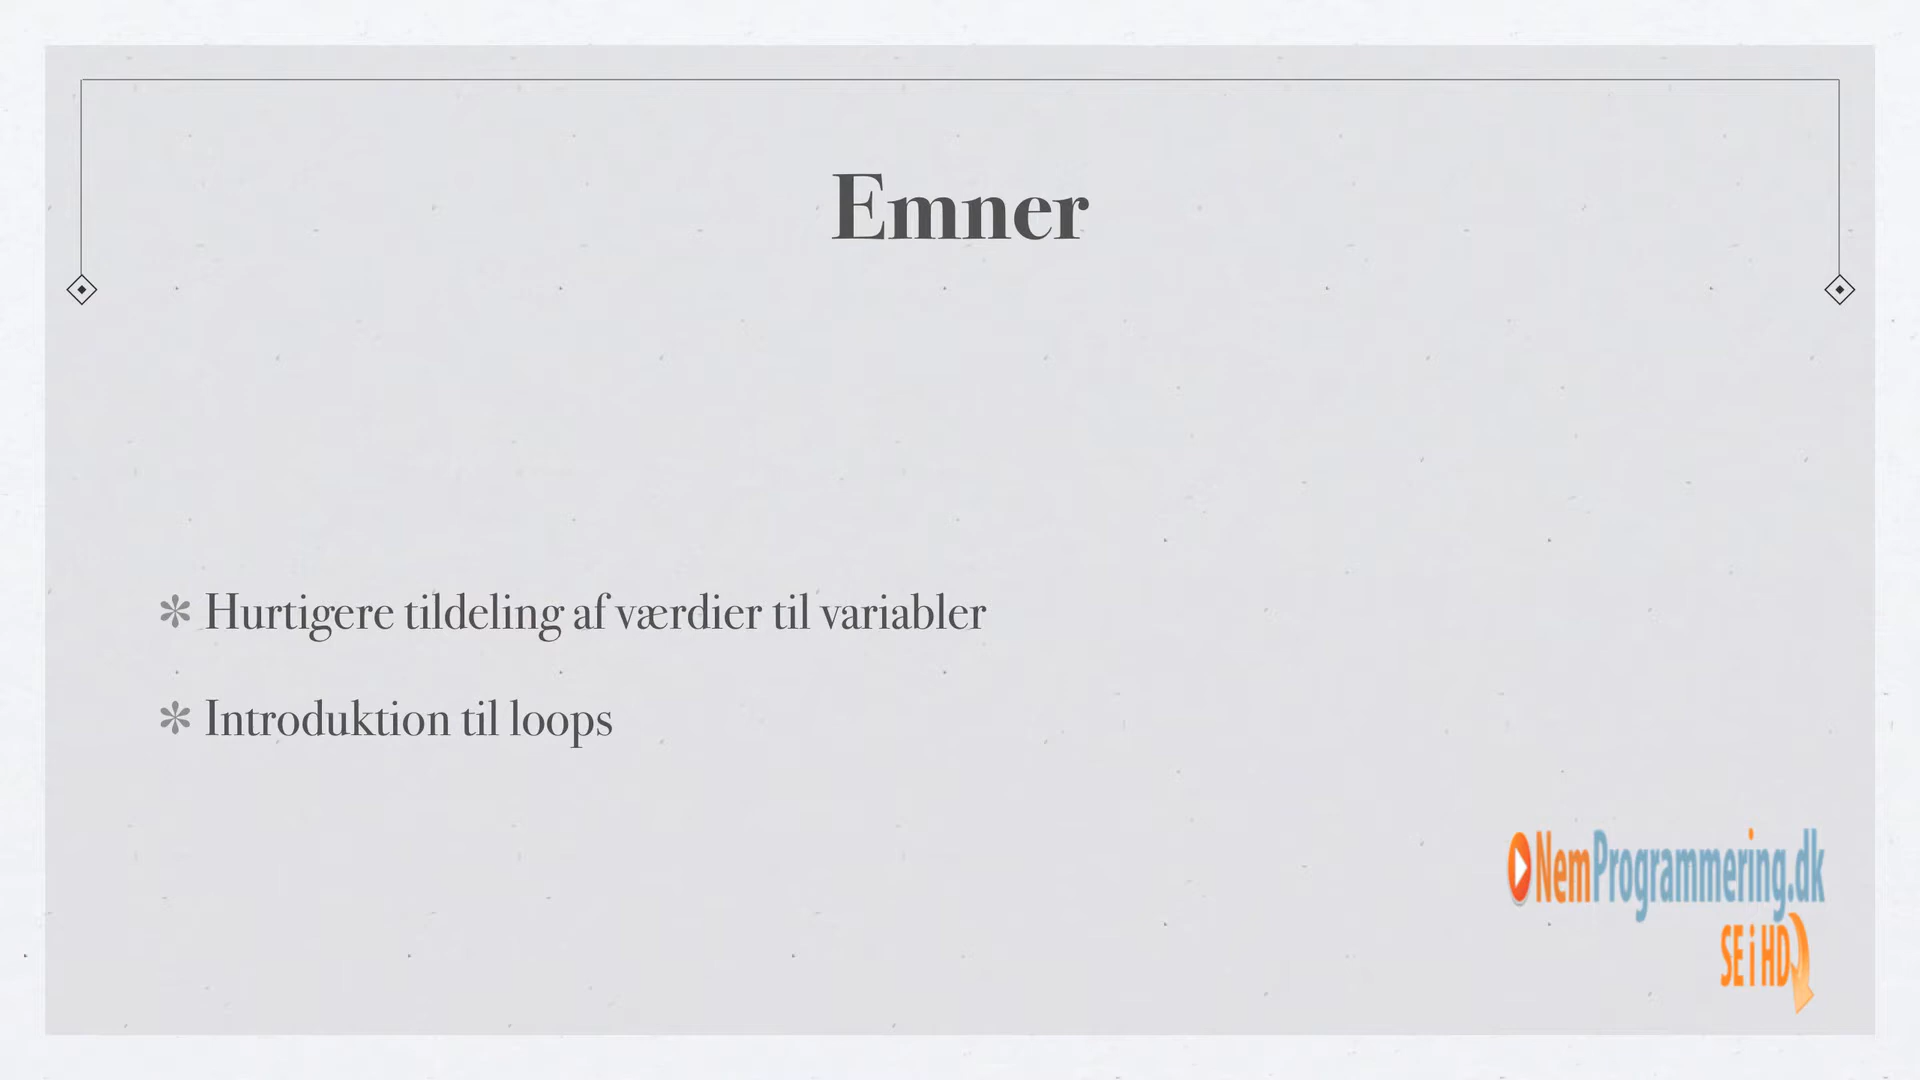 Emner
Hurtigere tildeling af værdier til variabler
Introduktion til loops
NemProgrammering.dk
SE i HD